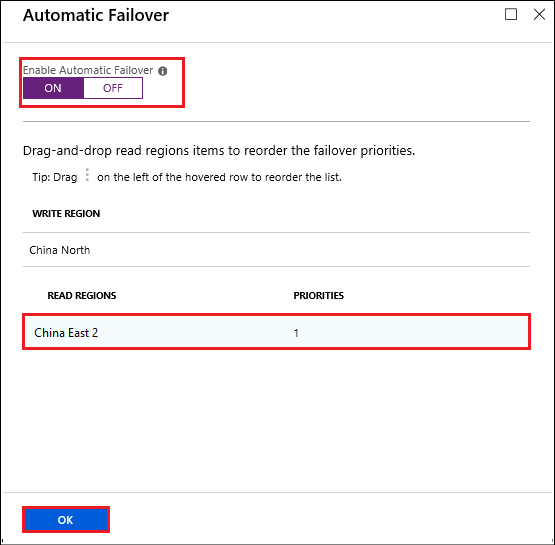 Automatic Failover
Enable Automatic Failover
ON OFF
Drag-and-drop read regions items to reorder the failover priorities.
Tip: Drag ⋮ on the left of the hovered row to reorder the list.
WRITE REGION
China North
READ REGIONS PRIORITIES
China East 2 1
OK